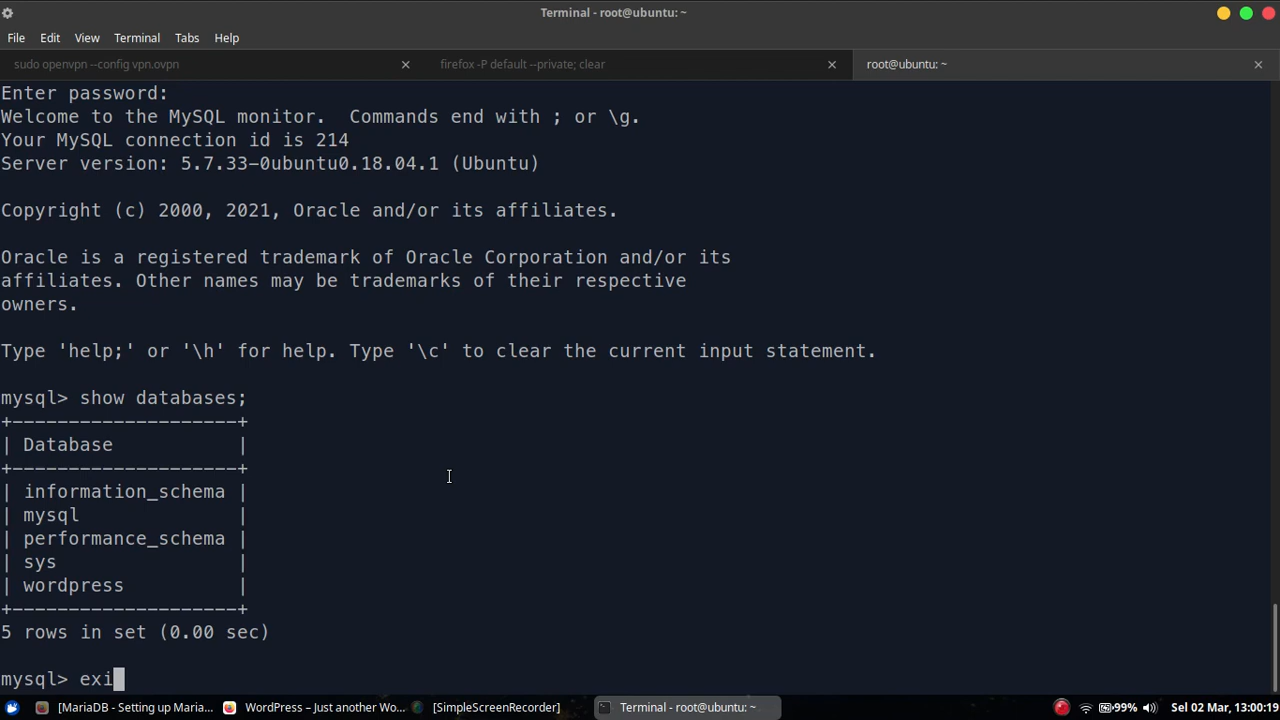 Terminal - root@ubuntu: ~
File Edit View Terminal Tabs Help
sudo openvpn --config vpn.ovpn
firefox -P default --private; clear
root@ubuntu: ~
Enter password:
Welcome to the MySQL monitor.  Commands end with ; or \g.
Your MySQL connection id is 214
Server version: 5.7.33-0ubuntu0.18.04.1 (Ubuntu)
Copyright (c) 2000, 2021, Oracle and/or its affiliates.
Oracle is a registered trademark of Oracle Corporation and/or its
affiliates. Other names may be trademarks of their respective
owners.
Type 'help;' or '\h' for help. Type '\c' to clear the current input statement.
mysql> show databases;
+--------------------+
| Database           |
+--------------------+
| information_schema |
| mysql              |
| performance_schema |
| sys                |
| wordpress          |
+--------------------+
5 rows in set (0.00 sec)
mysql> exi
[MariaDB - Setting up Maria... WordPress – Just another Wo... [SimpleScreenRecorder] Terminal - root@ubuntu: ~ 99% Sel 02 Mar, 13:00:19